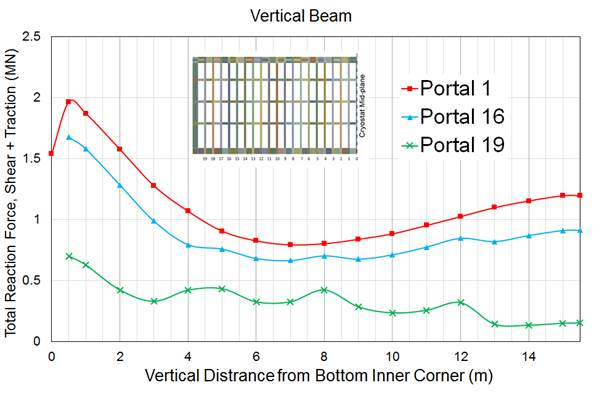 Vertical Beam
Total Reaction Force, Shear + Traction (MN)
2.5
2
1.5
1
0.5
0
0
2
4
6
8
10
12
14
Vertical Distrance from Bottom Inner Corner (m)
Portal 1
Portal 16
Portal 19
Cryostat Mid-plane